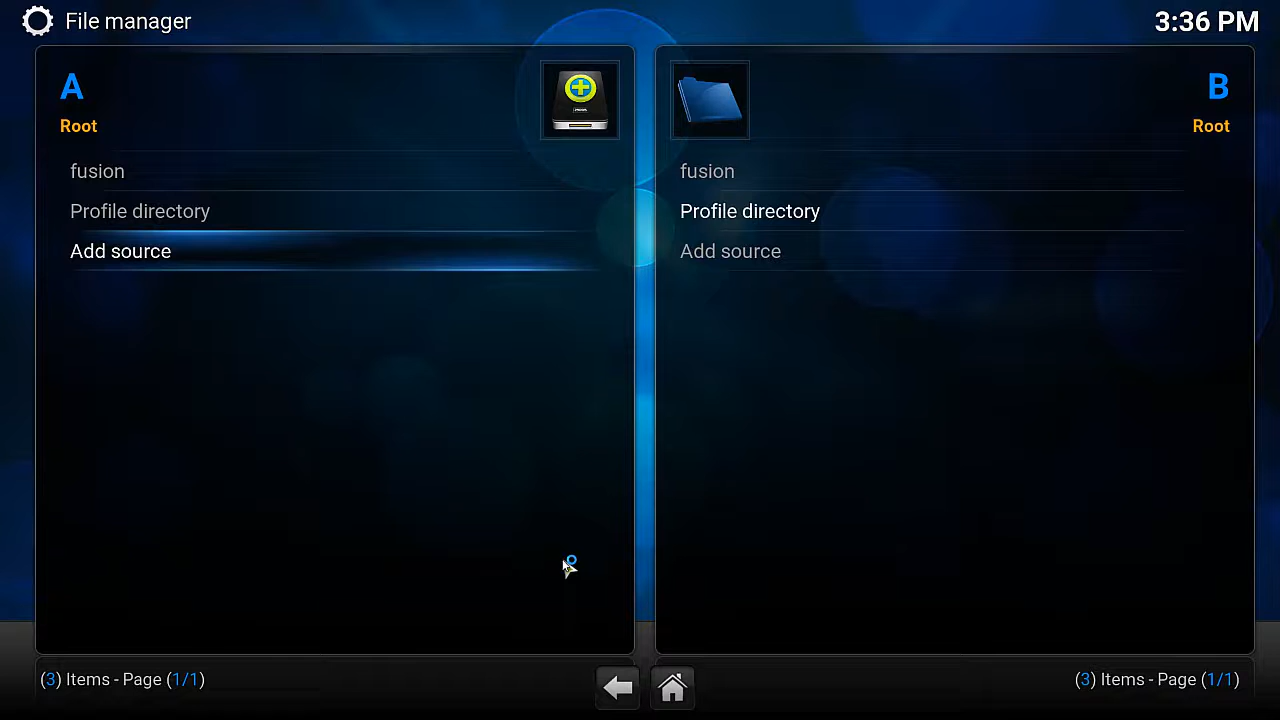 File manager
3:36 PM
A
Root
fusion
Profile directory
Add source
(3) Items - Page (1/1)
B
Root
fusion
Profile directory
Add source
(3) Items - Page (1/1)